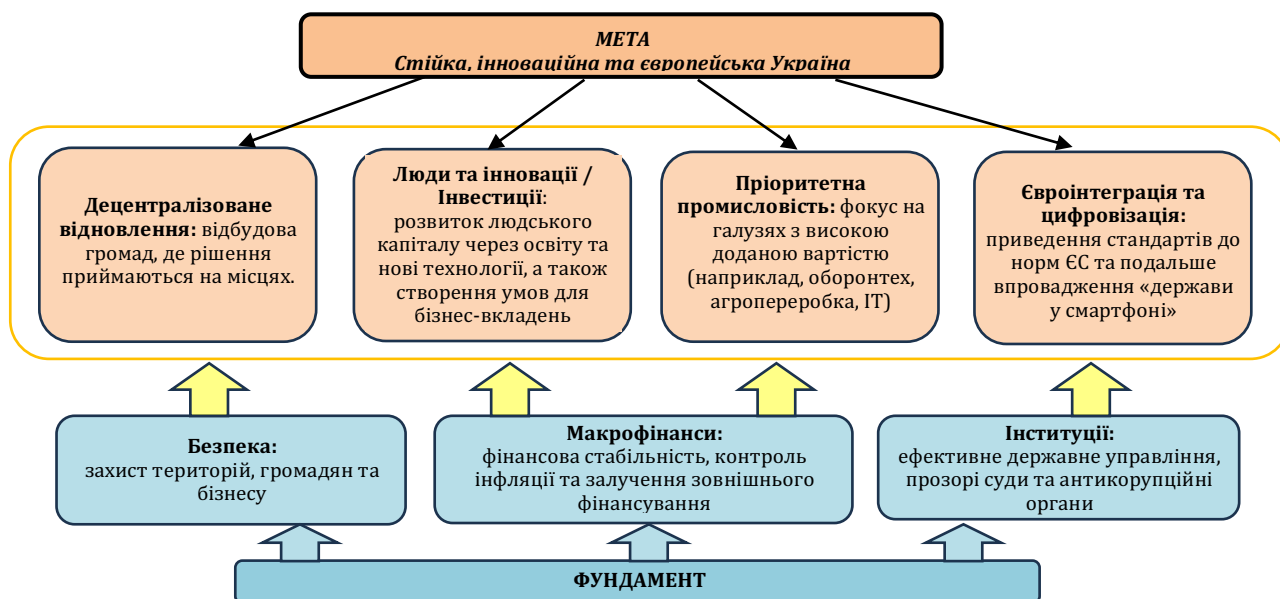 МЕТА
Стійка, інноваційна та європейська Україна
Децентралізоване
відновлення: відбудова
громад, де рішення
приймаються на місцях.
Люди та інновації /
Інвестиції:
розвиток людського
капіталу через освіту та
нові технології, а також
створення умов для
бізнес-вкладень
Пріоритетна
промисловість: фокус на
галузях з високою
доданою вартістю
(наприклад, оборонтех,
агропереробка, ІТ)
Євроінтеграція та
цифровізація:
приведення стандартів до
норм ЄС та подальше
впровадження «держави
у смартфоні»
Безпека:
захист територій, громадян та
бізнесу
Макрофінанси:
фінансова стабільність, контроль
інфляції та залучення зовнішнього
фінансування
Інституції:
ефективне державне управління,
прозорі суди та антикорупційні
органи
ФУНДАМЕНТ